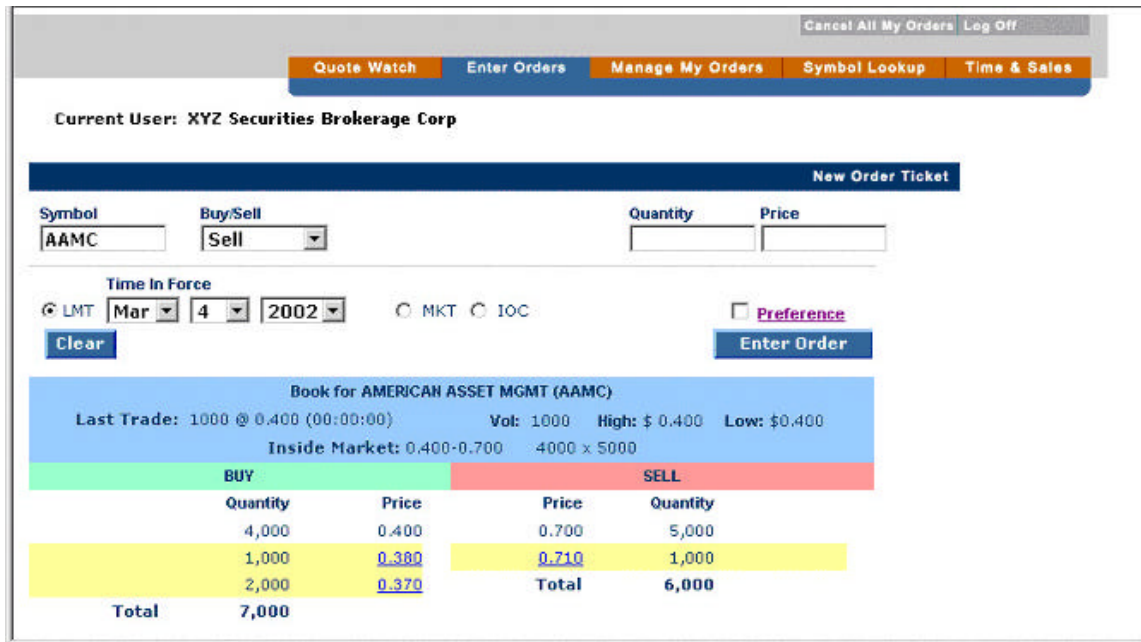 Cancel All My Orders Log Off
Quote Watch Enter Orders Manage My Orders Symbol Lookup Time & Sales
Current User: XYZ Securities Brokerage Corp
New Order Ticket
Symbol Buy/Sell Quantity Price
AAMC Sell
Time In Force
LMT Mar 4 2002 MKT IOC Preference
Clear Enter Order
Book for AMERICAN ASSET MGMT (AAMC)
Last Trade: 1000 @ 0.400 (00:00:00) Vol: 1000 High: $ 0.400 Low: $0.400
Inside Market: 0.400-0.700 4000 x 5000
BUY SELL
Quantity Price Price Quantity
4,000 0.400 0.700 5,000
1,000 0.380 0.710 1,000
2,000 0.370 Total 6,000
Total 7,000